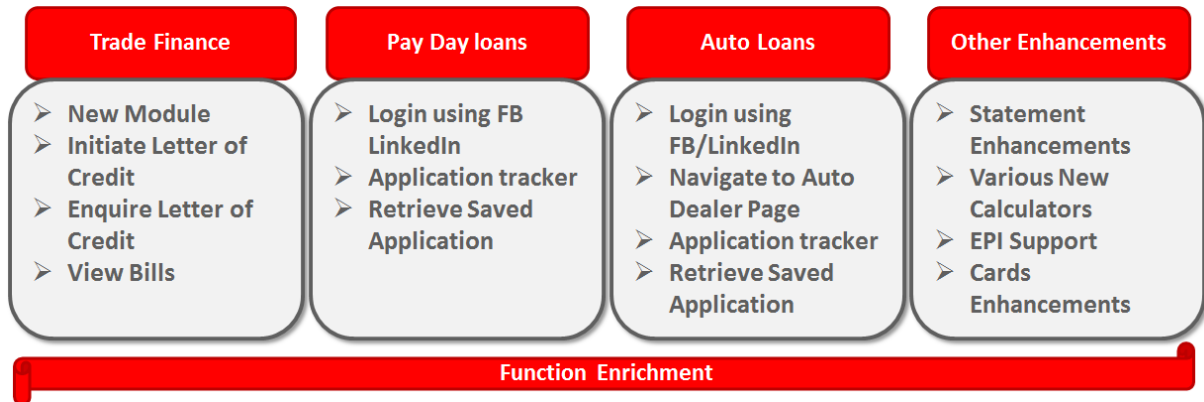 Trade Finance
➢ New Module
➢ Initiate Letter of
Credit
➢ Enquire Letter of
Credit
➢ View Bills
Pay Day loans
➢ Login using FB
LinkedIn
➢ Application tracker
➢ Retrieve Saved
Application
Auto Loans
➢ Login using
FB/LinkedIn
➢ Navigate to Auto
Dealer Page
➢ Application tracker
➢ Retrieve Saved
Application
Other Enhancements
➢ Statement
Enhancements
➢ Various New
Calculators
➢ EPI Support
➢ Cards
Enhancements
Function Enrichment